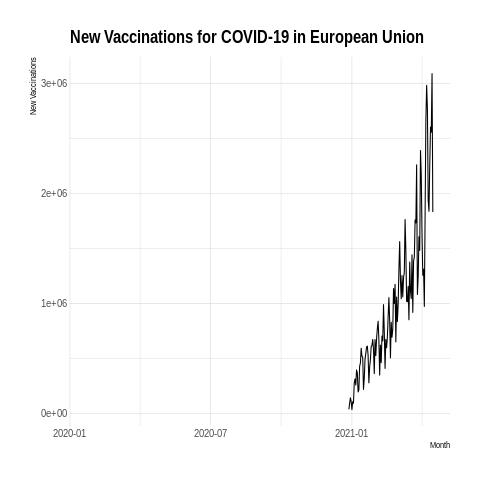 New Vaccinations for COVID-19 in European Union
New Vaccinations
3e+06
2e+06
1e+06
0e+00
2020-01
2020-07
2021-01
Month